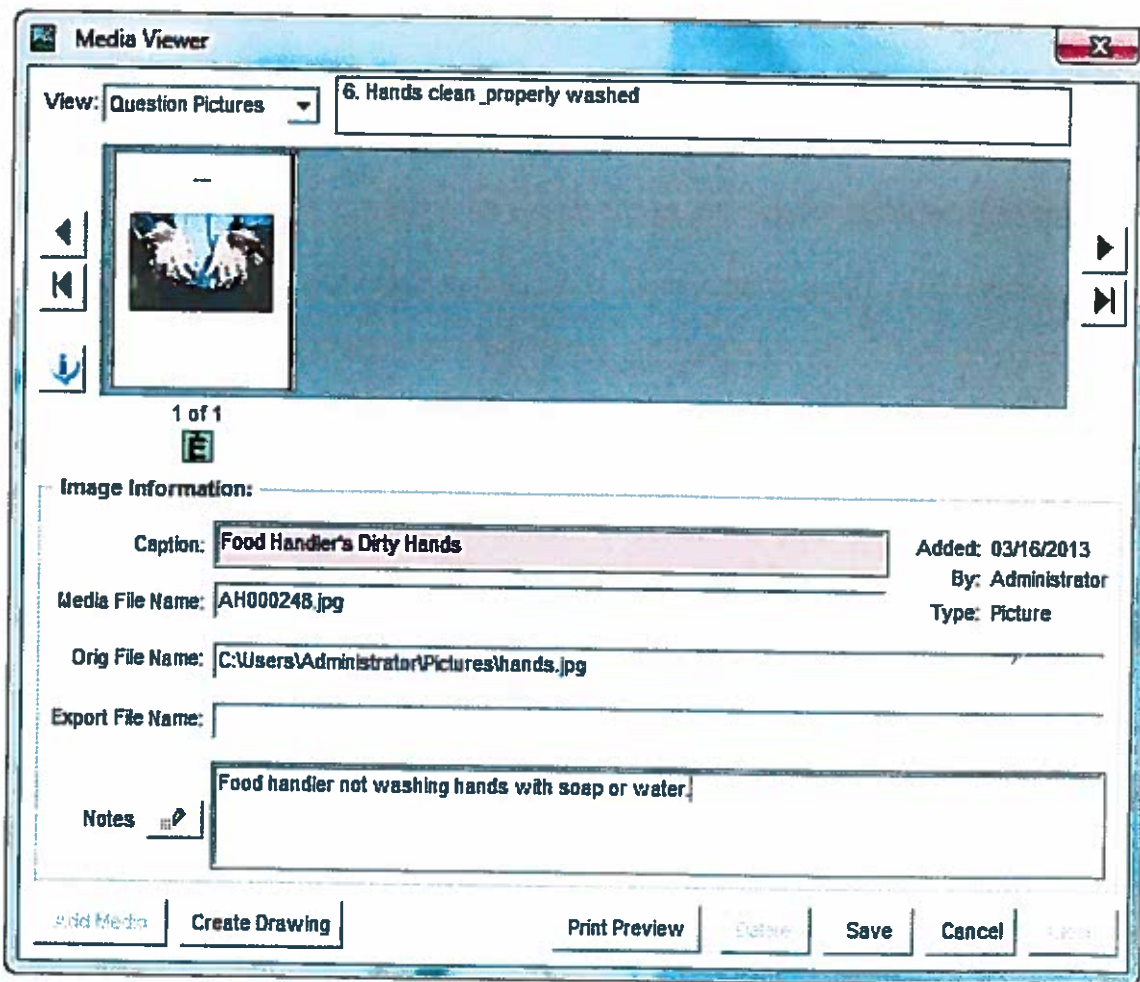 Media Viewer
View: Question Pictures
6. Hands clean _properly washed
1 of 1
Image Information:
Caption: Food Handler's Dirty Hands
Added: 03/16/2013
By: Administrator
Media File Name: AH000248.jpg
Type: Picture
Orig File Name: C:\Users\Administrator\Pictures\hands.jpg
Export File Name:
Notes
Food handler not washing hands with soap or water.
Add Media
Create Drawing
Print Preview
Delete
Save
Cancel